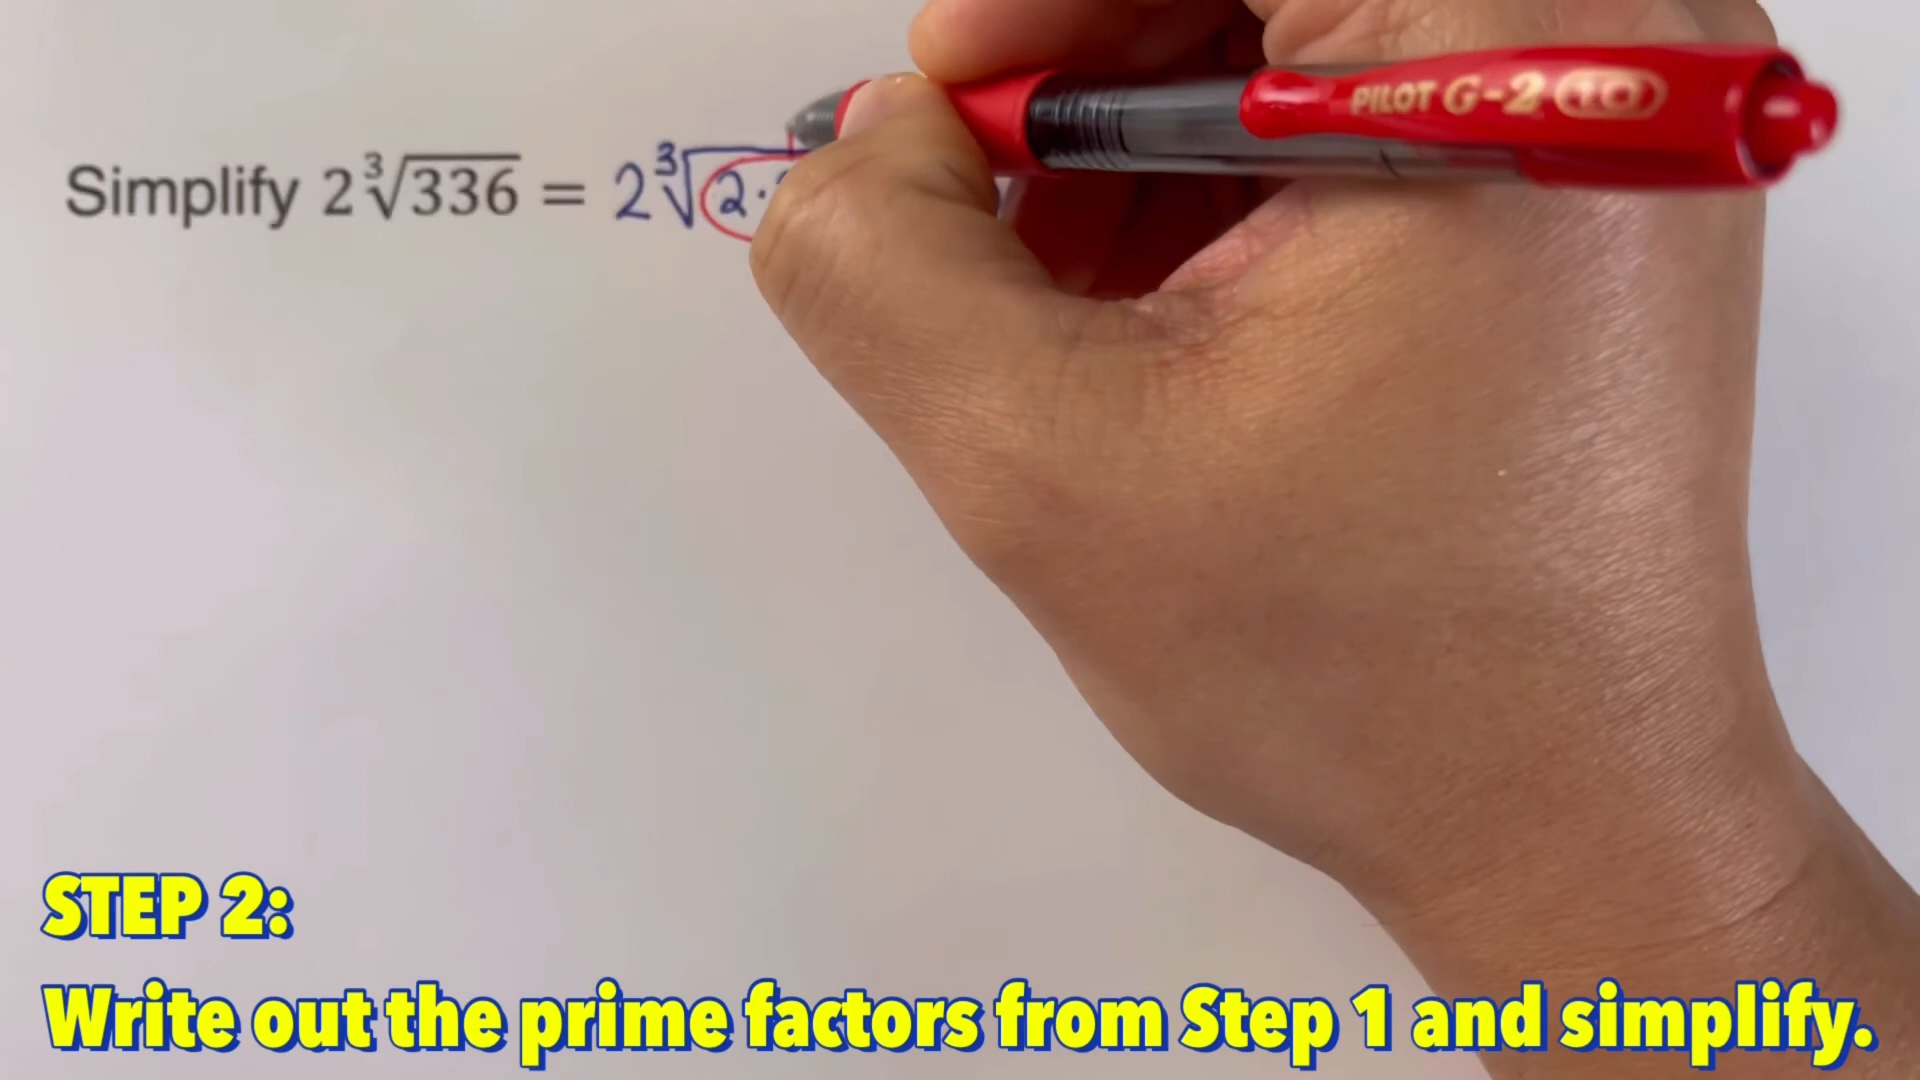 PILOT G-2 10
Simplify 2∛336 = 2∛2·
STEP 2:
Write out the prime factors from Step 1 and simplify.